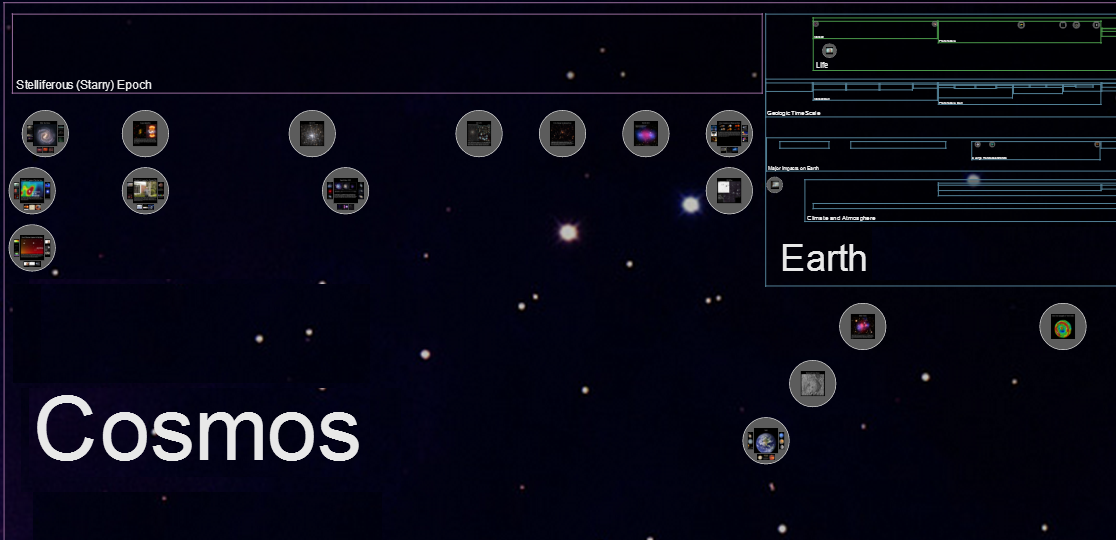 Stelliferous (Starry) Epoch
Life
Geologic Time Scale
Major Impacts on Earth
Climate and Atmosphere
Earth
Cosmos